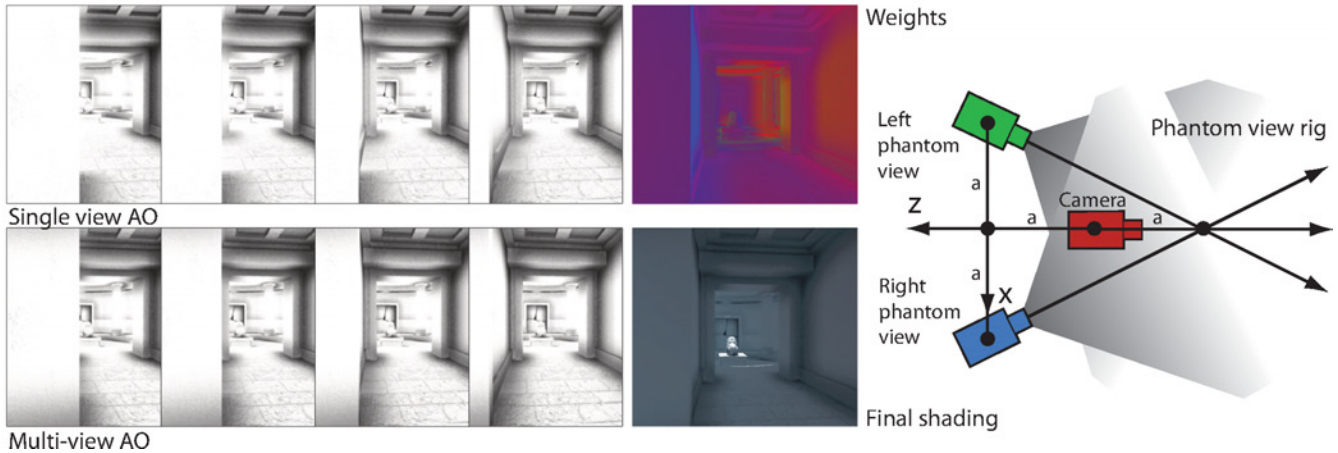 Single view AO
Multi-view AO
Weights
Final shading
Left
phantom
view
Right
phantom
view
Phantom view rig
Camera
a
a
a
a
z
x